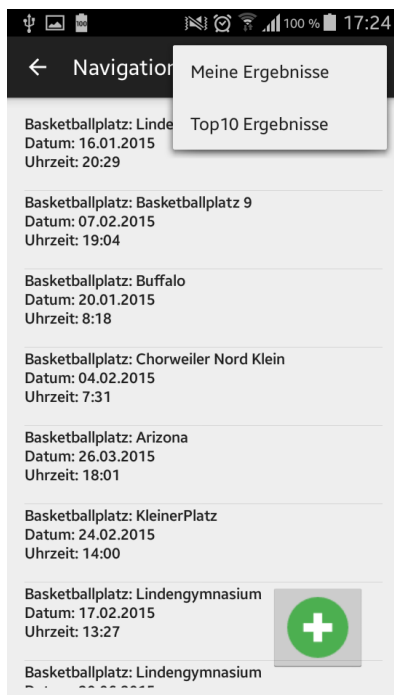 100 % 17:24
Navigation
Meine Ergebnisse
Top10 Ergebnisse
Basketballplatz: Linde
Datum: 16.01.2015
Uhrzeit: 20:29
Basketballplatz: Basketballplatz 9
Datum: 07.02.2015
Uhrzeit: 19:04
Basketballplatz: Buffalo
Datum: 20.01.2015
Uhrzeit: 8:18
Basketballplatz: Chorweiler Nord Klein
Datum: 04.02.2015
Uhrzeit: 7:31
Basketballplatz: Arizona
Datum: 26.03.2015
Uhrzeit: 18:01
Basketballplatz: KleinerPlatz
Datum: 24.02.2015
Uhrzeit: 14:00
Basketballplatz: Lindengymnasium
Datum: 17.02.2015
Uhrzeit: 13:27
Basketballplatz: Lindengymnasium